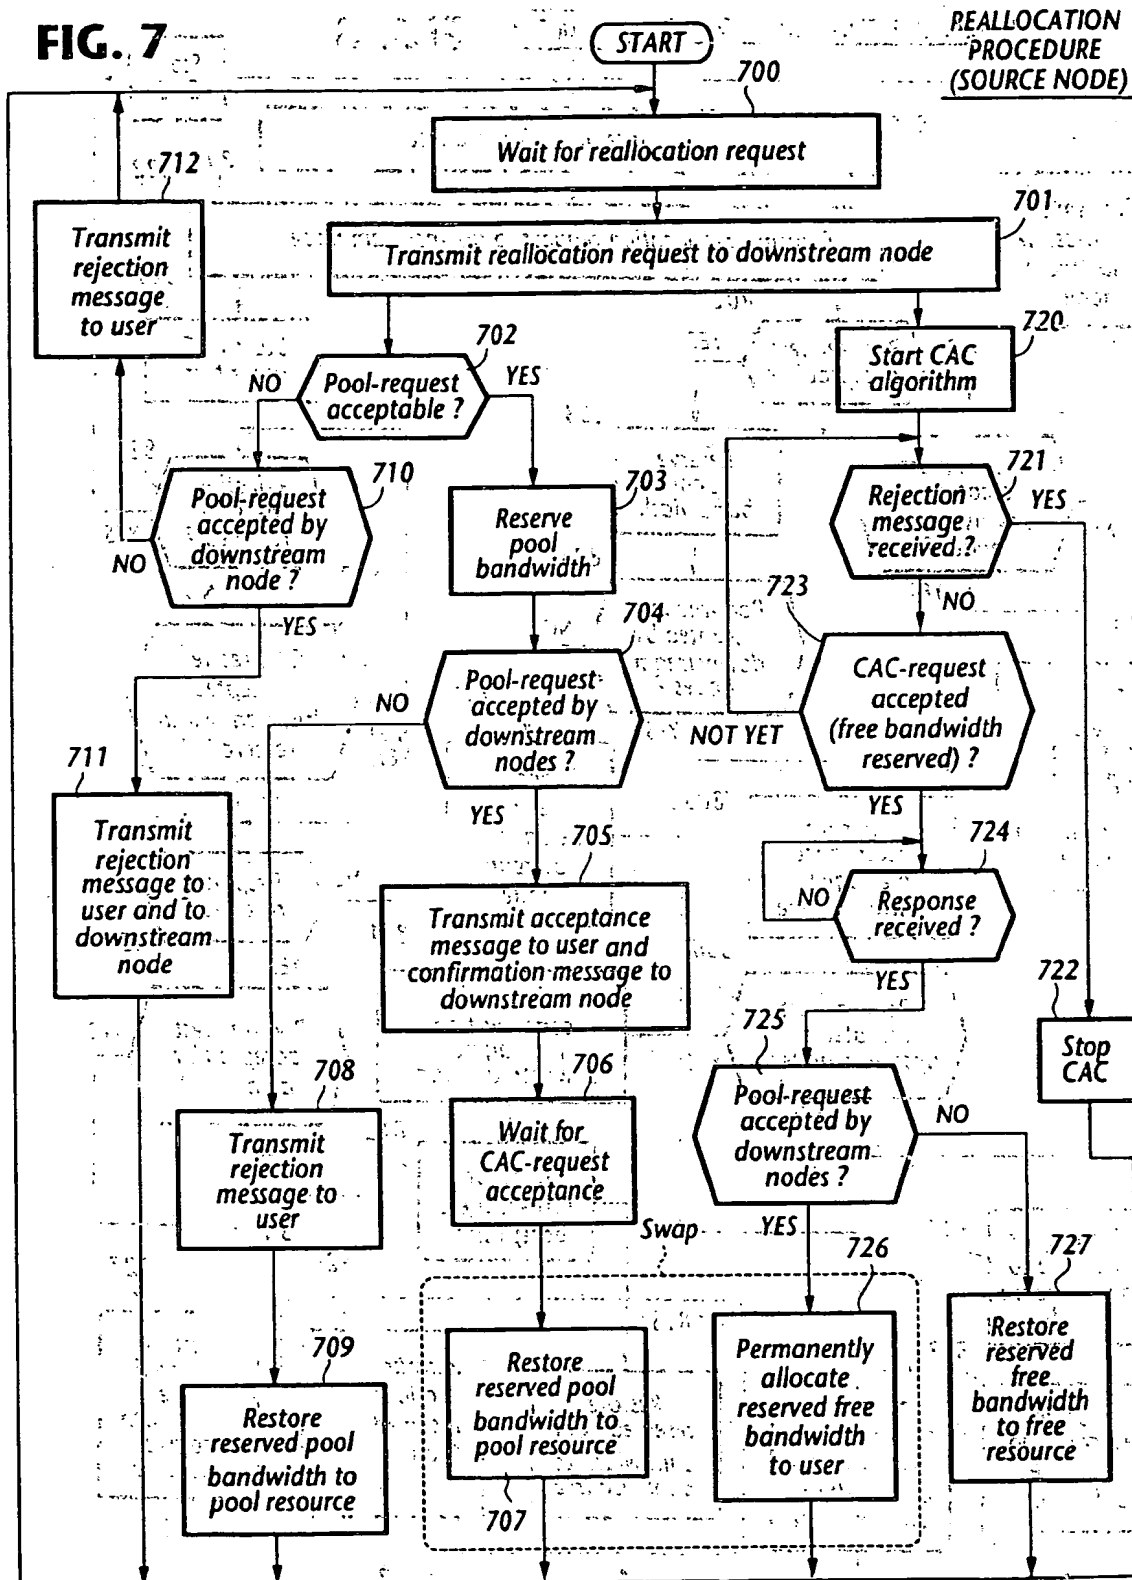 FIG. 7
REALLOCATION
PROCEDURE
(SOURCE NODE)
START
700
Wait for reallocation request
712
Transmit
rejection
message
to user
701
Transmit reallocation request to downstream node
702
NO
Pool-request
acceptable ?
YES
720
Start CAC
algorithm
710
Pool-request
accepted by
downstream
node ?
NO
YES
703
Reserve
pool
bandwidth
721
Rejection
message
received ?
YES
NO
723
CAC-request
accepted
(free bandwidth
reserved) ?
NOT YET
YES
704
Pool-request
accepted by
downstream
nodes ?
NO
YES
711
Transmit
rejection
message to
user and to
downstream
node
705
Transmit acceptance
message to user and
confirmation message to
downstream node
724
Response
received ?
NO
YES
722
Stop
CAC
725
Pool-request
accepted by
downstream
nodes ?
NO
YES
708
Transmit
rejection
message to
user
706
Wait for
CAC-request
acceptance
Swap
726
727
709
Restore
reserved pool
bandwidth to
pool resource
Restore
reserved pool
bandwidth to
pool resource
707
Permanently
allocate
reserved free
bandwidth
to user
Restore
reserved
free
bandwidth
to free
resource